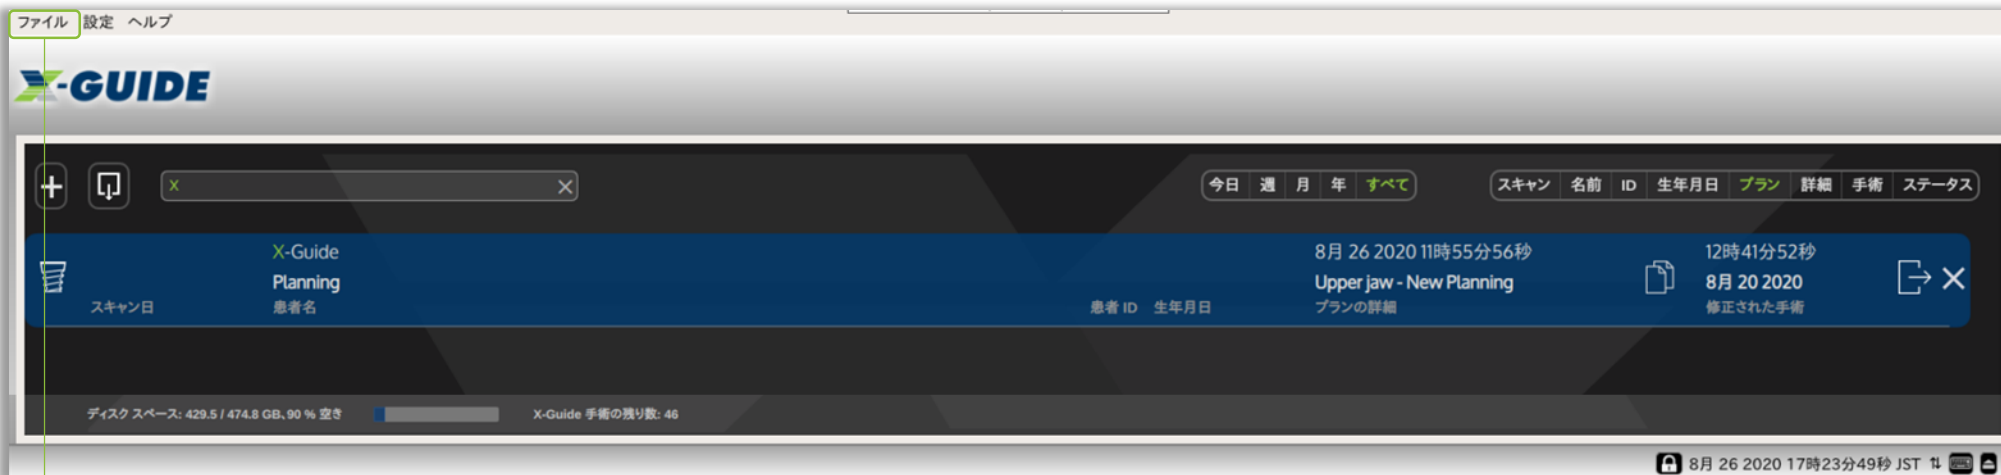 ファイル 設定 ヘルプ
X-GUIDE
X
今日 週 月 年 すべて
スキャン 名前 ID 生年月日 プラン 詳細 手術 ステータス
X-Guide 8月 26 2020 11時55分56秒 12時41分52秒
Planning Upper jaw - New Planning 8月 20 2020
スキャン日 患者名 患者 ID 生年月日 プランの詳細 修正された手術
ディスク スペース: 429.5 / 474.8 GB、90 % 空き X-Guide 手術の残り数: 46
8月 26 2020 17時23分49秒 JST